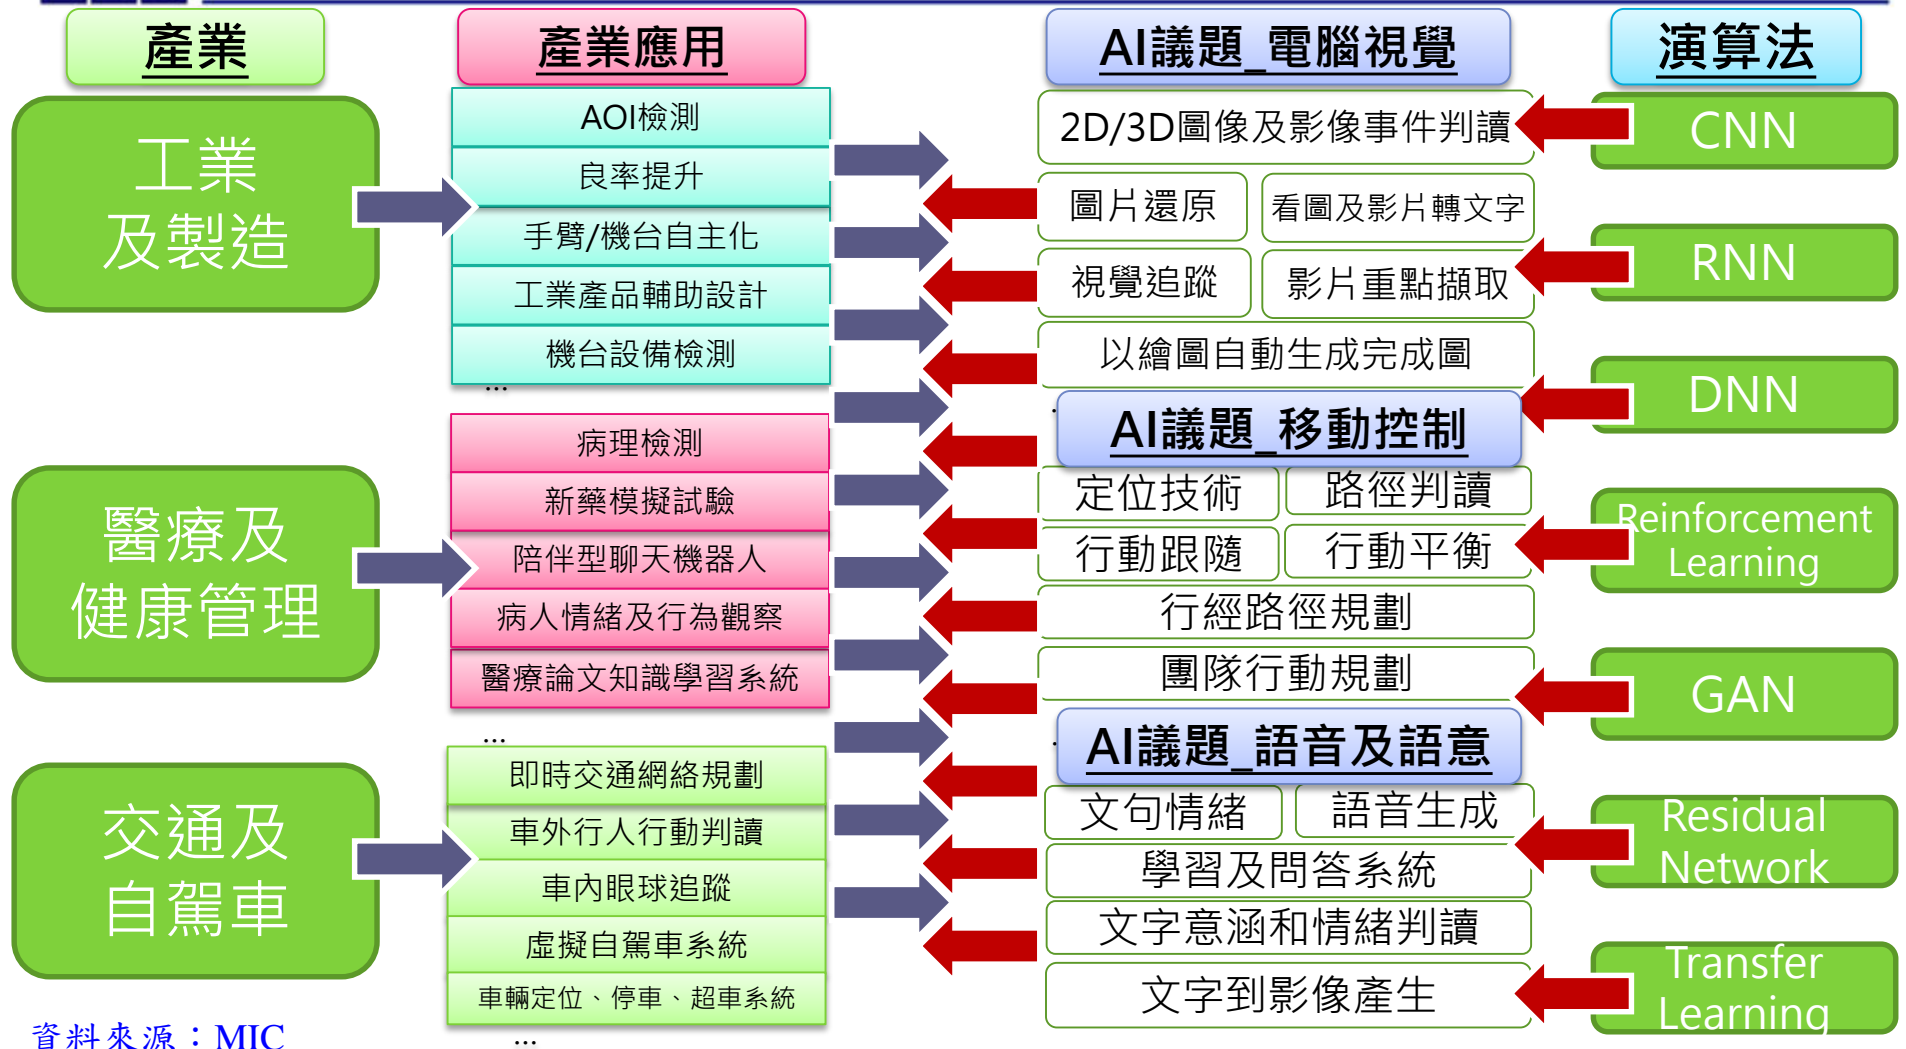 產業
工業
及製造
醫療及
健康管理
交通及
自駕車
資料來源：MIC
產業應用
AOI檢測
良率提升
手臂/機台自主化
工業產品輔助設計
機台設備檢測
...
病理檢測
新藥模擬試驗
陪伴型聊天機器人
病人情緒及行為觀察
醫療論文知識學習系統
...
即時交通網絡規劃
車外行人行動判讀
車內眼球追蹤
虛擬自駕車系統
車輛定位、停車、超車系統
...
AI議題_電腦視覺
2D/3D圖像及影像事件判讀
圖片還原 看圖及影片轉文字
視覺追蹤 影片重點擷取
以繪圖自動生成完成圖
AI議題_移動控制
定位技術 路徑判讀
行動跟隨 行動平衡
行經路徑規劃
團隊行動規劃
AI議題_語音及語意
文句情緒 語音生成
學習及問答系統
文字意涵和情緒判讀
文字到影像產生
演算法
CNN
RNN
DNN
Reinforcement
Learning
GAN
Residual
Network
Transfer
Learning